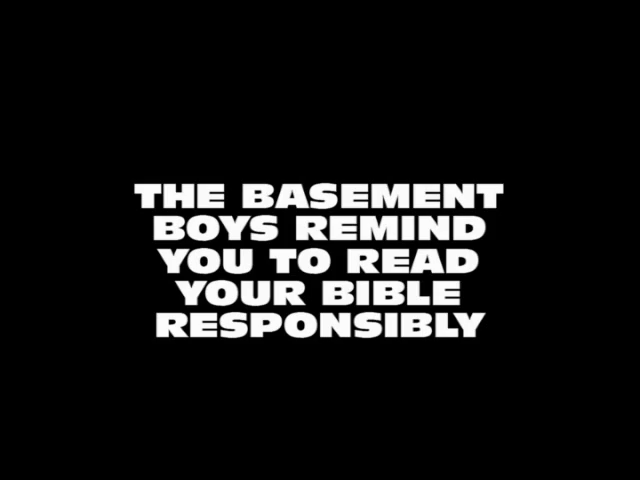 THE BASEMENT
BOYS REMIND
YOU TO READ
YOUR BIBLE
RESPONSIBLY